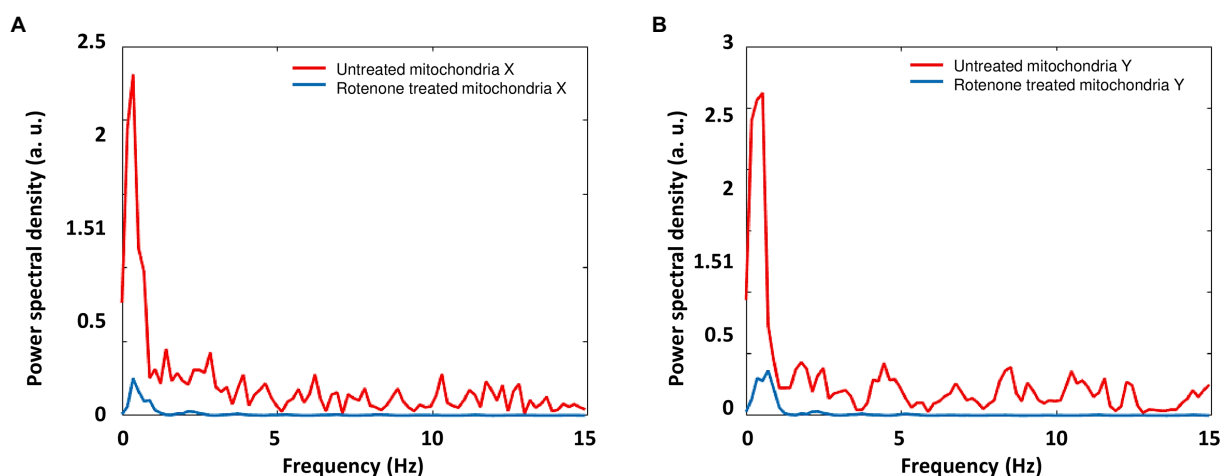 A
Power spectral density (a. u.)
2.5
2
1.51
0.5
0
Untreated mitochondria X
Rotenone treated mitochondria X
0 5 10 15
Frequency (Hz)
B
Power spectral density (a. u.)
3
2.5
2
1.51
0.5
0
Untreated mitochondria Y
Rotenone treated mitochondria Y
0 5 10 15
Frequency (Hz)